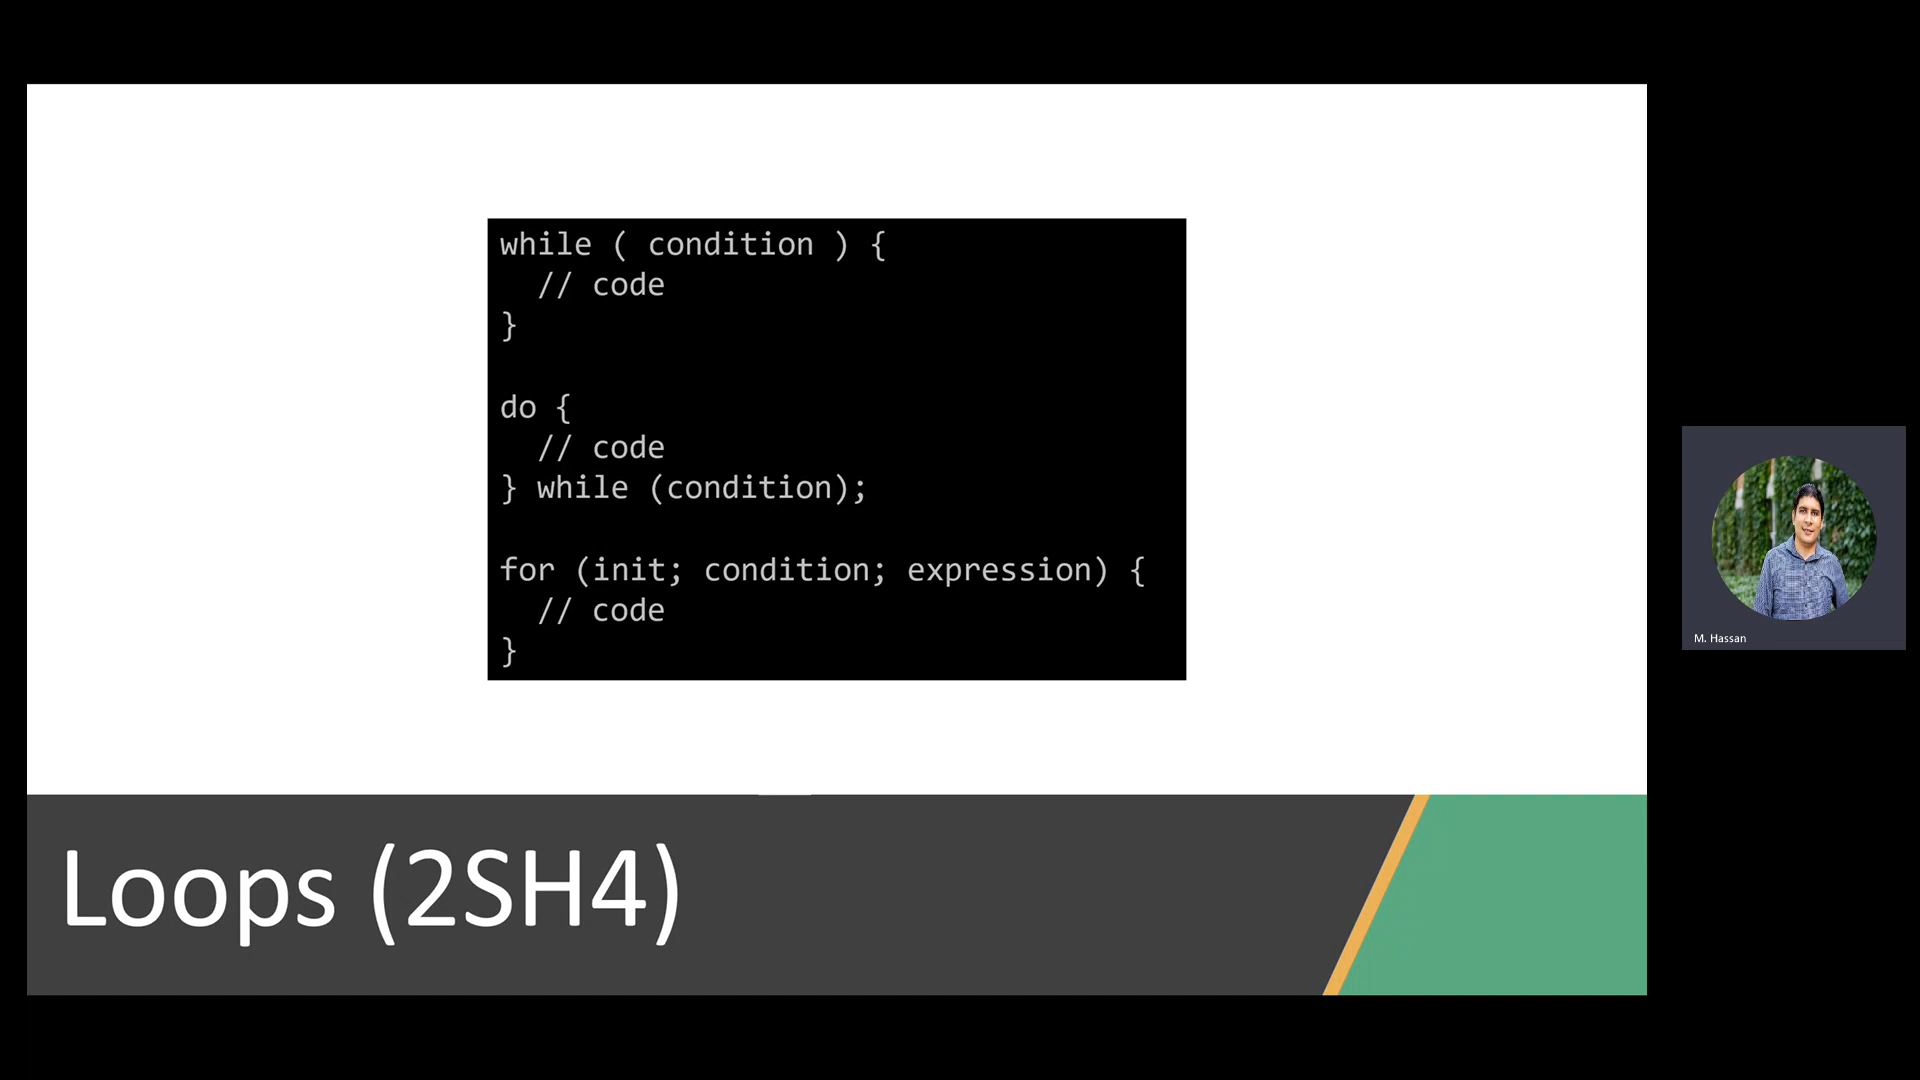 while ( condition ) {
  // code
}
do {
  // code
} while (condition);
for (init; condition; expression) {
  // code
}
Loops (2SH4)
M. Hassan